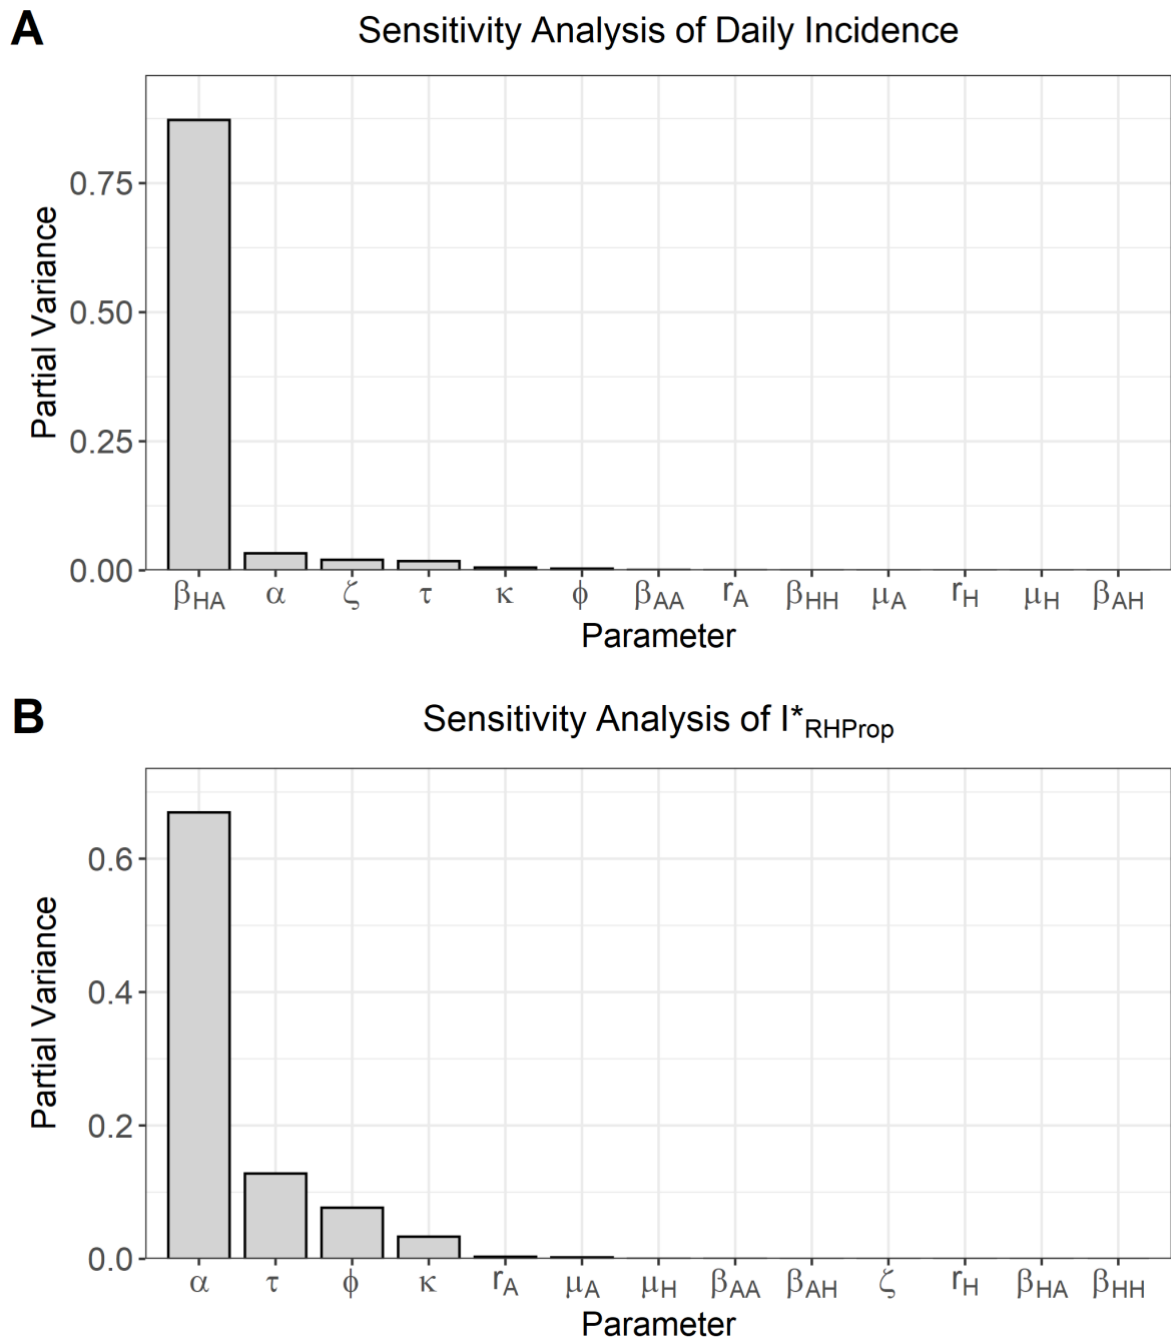 A
Sensitivity Analysis of Daily Incidence
Partial Variance
0.75
0.50
0.25
0.00
βHA α ζ τ κ ϕ βAA rA βHH μA rH μH βAH
Parameter
B
Sensitivity Analysis of I*RHProp
Partial Variance
0.6
0.4
0.2
0.0
α τ ϕ κ rA μA μH βAA βAH ζ rH βHA βHH
Parameter